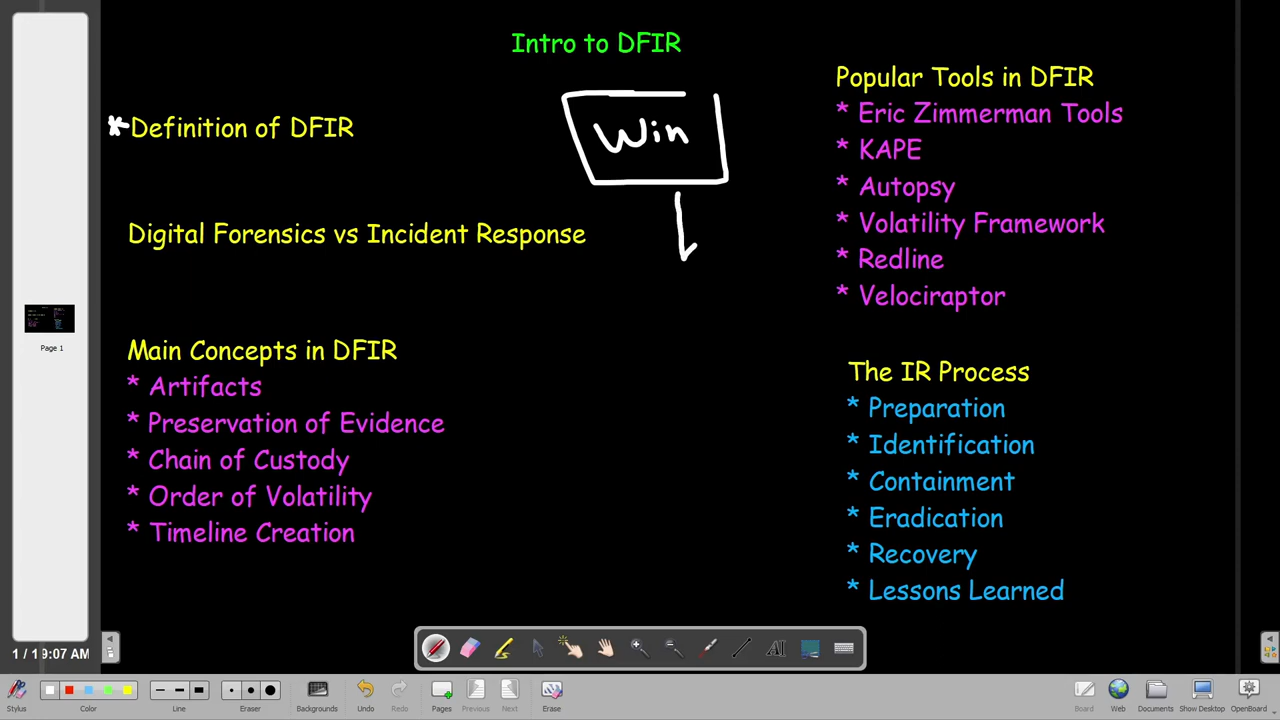 Intro to DFIR
*Definition of DFIR
Win
Digital Forensics vs Incident Response
Main Concepts in DFIR
* Artifacts
* Preservation of Evidence
* Chain of Custody
* Order of Volatility
* Timeline Creation
Popular Tools in DFIR
* Eric Zimmerman Tools
* KAPE
* Autopsy
* Volatility Framework
* Redline
* Velociraptor
The IR Process
* Preparation
* Identification
* Containment
* Eradication
* Recovery
* Lessons Learned
Page 1
1 / 1 9:07 AM
AI
Stylus
Color
Line
Eraser
Backgrounds
Undo
Redo
Pages
Previous
Next
Erase
Board
Web
Documents
Show Desktop
OpenBoard